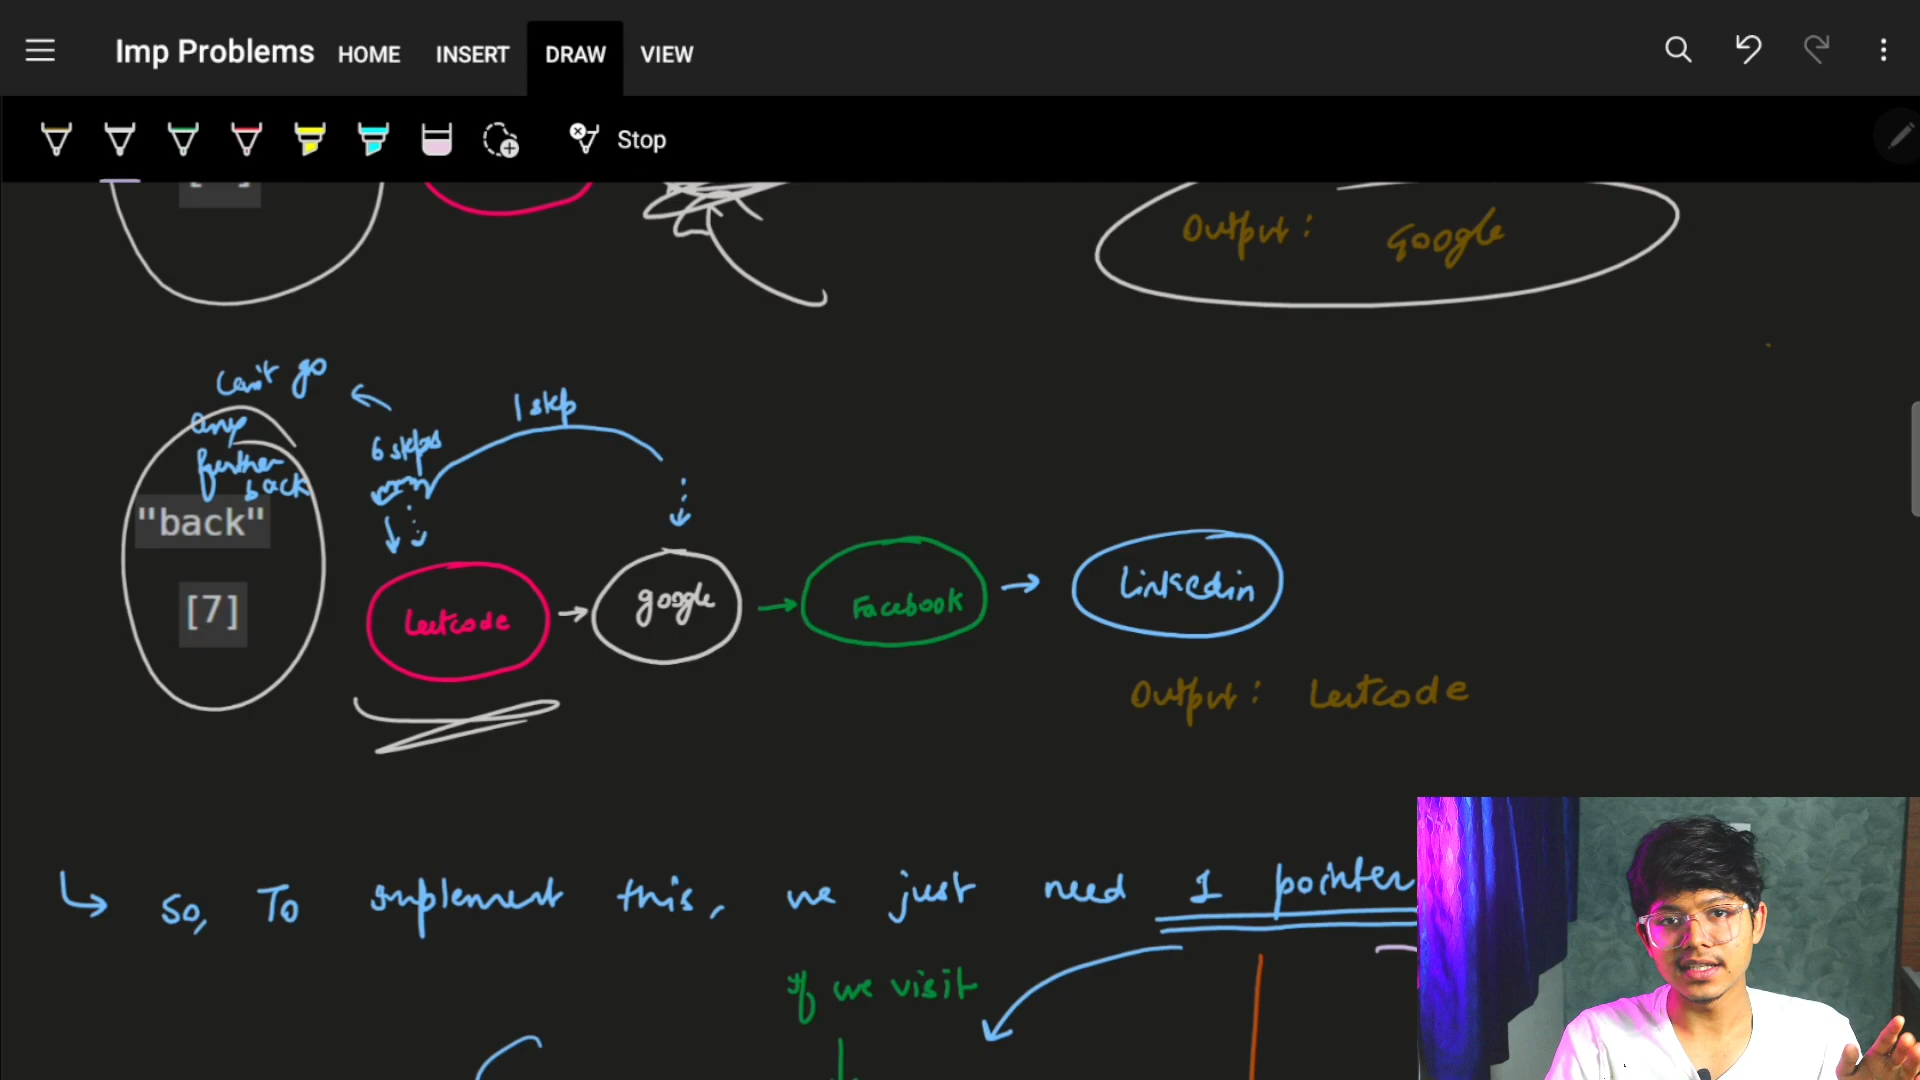 Imp Problems HOME INSERT DRAW VIEW
Stop
Output: google
Can't go
any
further
back
6 steps
1 step
"back"
[7]
Leetcode → google → Facebook → Linkedin
Output: Leetcode
↳ So, To implement this, we just need 1 pointer
If we visit